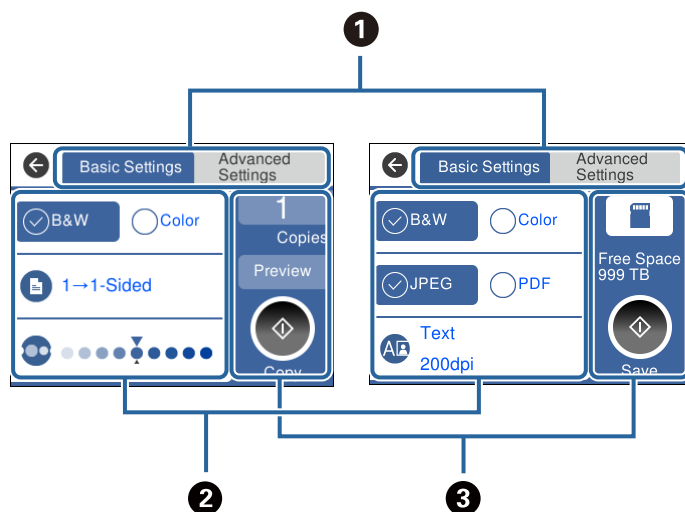 1
Basic Settings
Advanced
Settings
B&W
Color
1→1-Sided
1
Copies
Preview
Copy
Basic Settings
Advanced
Settings
B&W
Color
JPEG
PDF
A
Text
200dpi
Free Space
999 TB
Save
2
3